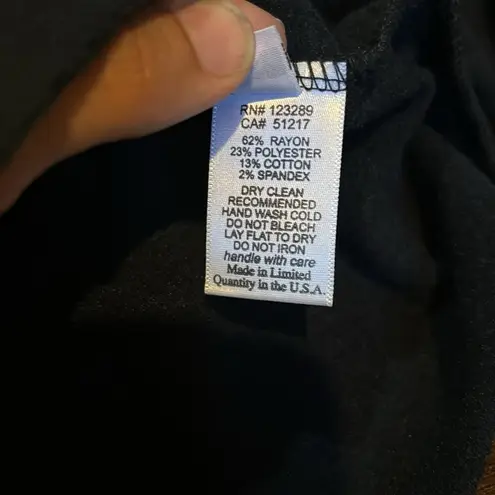 RN# 123289
CA# 51217
62% RAYON
23% POLYESTER
13% COTTON
2% SPANDEX
DRY CLEAN
RECOMMENDED
HAND WASH COLD
DO NOT BLEACH
LAY FLAT TO DRY
DO NOT IRON
handle with care
Made in Limited
Quantity in the U.S.A.